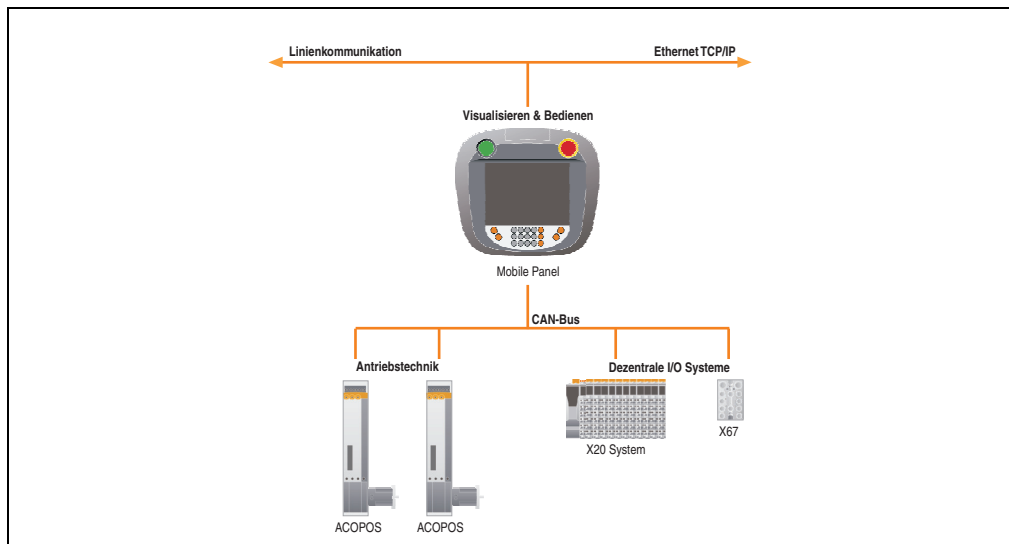 Linienkommunikation
Ethernet TCP/IP
Visualisieren & Bedienen
Mobile Panel
CAN-Bus
Antriebstechnik
Dezentrale I/O Systeme
X67
X20 System
ACOPOS
ACOPOS